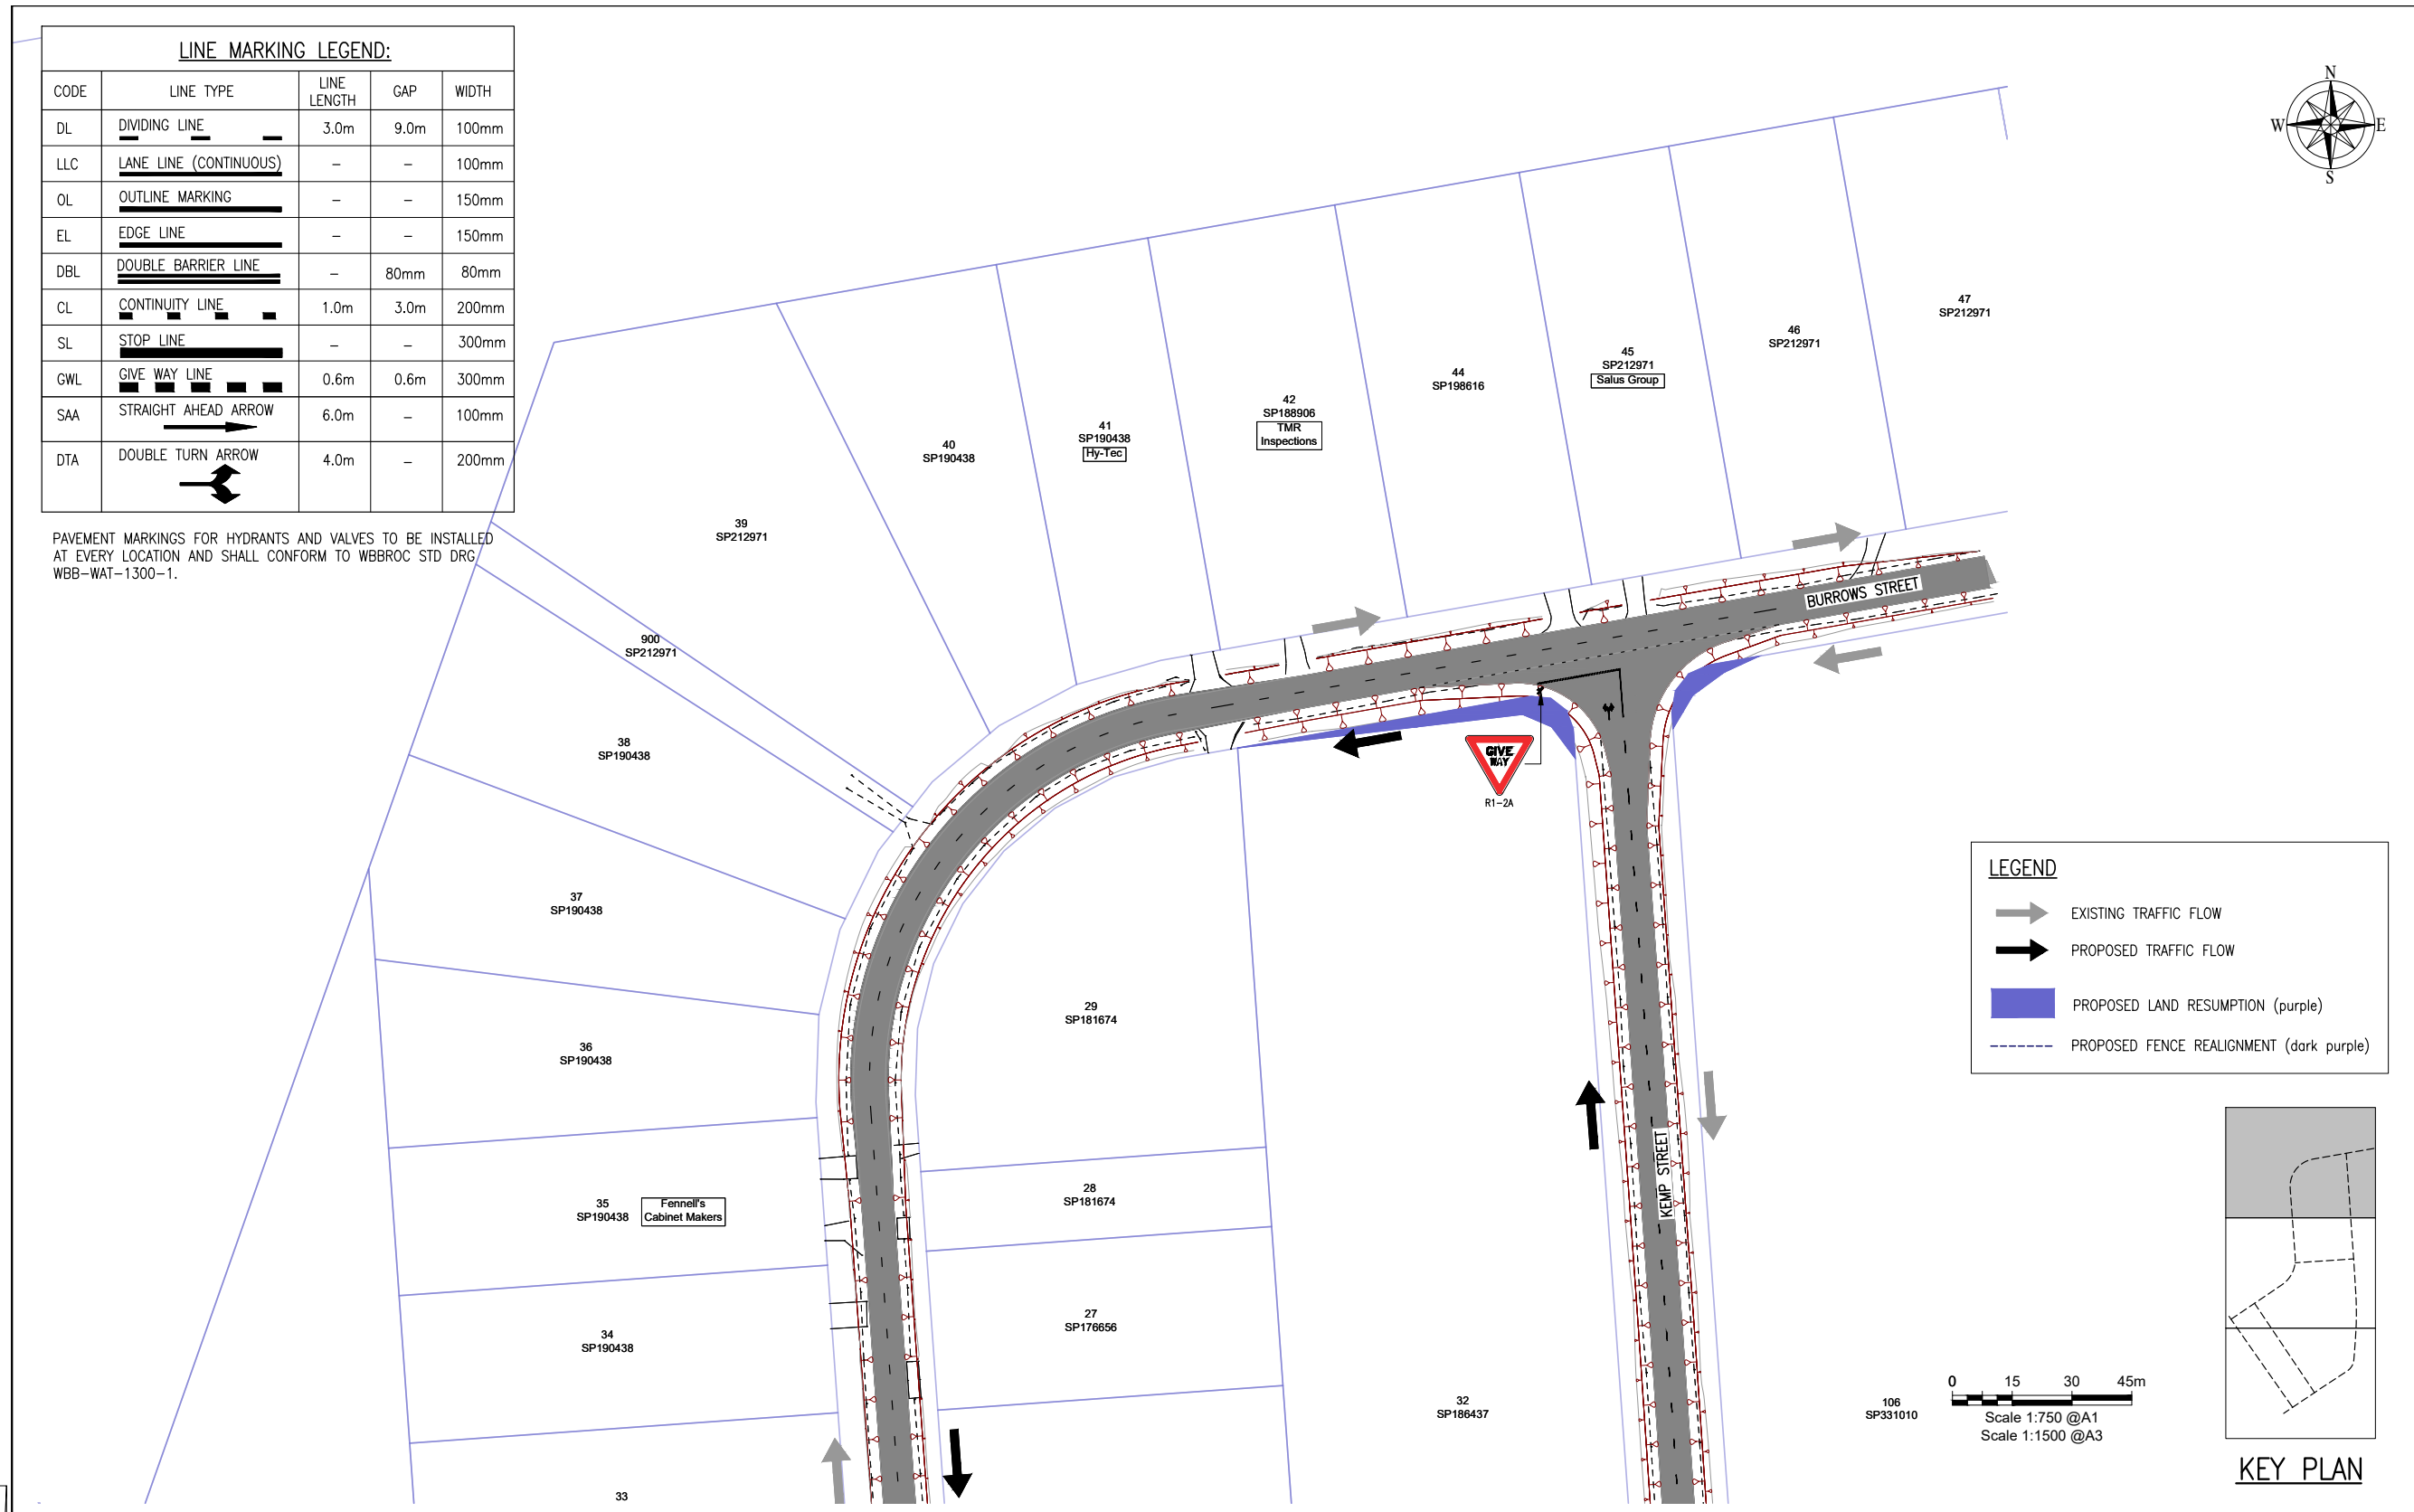 LINE MARKING LEGEND:
CODE LINE TYPE LINE LENGTH GAP WIDTH
DL DIVIDING LINE 3.0m 9.0m 100mm
LLC LANE LINE (CONTINUOUS) – – 100mm
OL OUTLINE MARKING – – 150mm
EL EDGE LINE – – 150mm
DBL DOUBLE BARRIER LINE – 80mm 80mm
CL CONTINUITY LINE 1.0m 3.0m 200mm
SL STOP LINE – – 300mm
GWL GIVE WAY LINE 0.6m 0.6m 300mm
SAA STRAIGHT AHEAD ARROW 6.0m – 100mm
DTA DOUBLE TURN ARROW 4.0m – 200mm
PAVEMENT MARKINGS FOR HYDRANTS AND VALVES TO BE INSTALLED
AT EVERY LOCATION AND SHALL CONFORM TO WBBROC STD DRG
WBB-WAT-1300-1.
N
W E
S
47
SP212971
46
SP212971
45
SP212971
Salus Group
44
SP198616
42
SP188906
TMR
Inspections
41
SP190438
Hy-Tec
40
SP190438
39
SP212971
900
SP212971
38
SP190438
37
SP190438
36
SP190438
35
SP190438
Fennell's
Cabinet Makers
34
SP190438
33
BURROWS STREET
GIVE
WAY
R1-2A
29
SP181674
28
SP181674
27
SP176656
32
SP186437
KEMP STREET
106
SP331010
LEGEND
EXISTING TRAFFIC FLOW
PROPOSED TRAFFIC FLOW
PROPOSED LAND RESUMPTION (purple)
PROPOSED FENCE REALIGNMENT (dark purple)
0 15 30 45m
Scale 1:750 @A1
Scale 1:1500 @A3
KEY PLAN